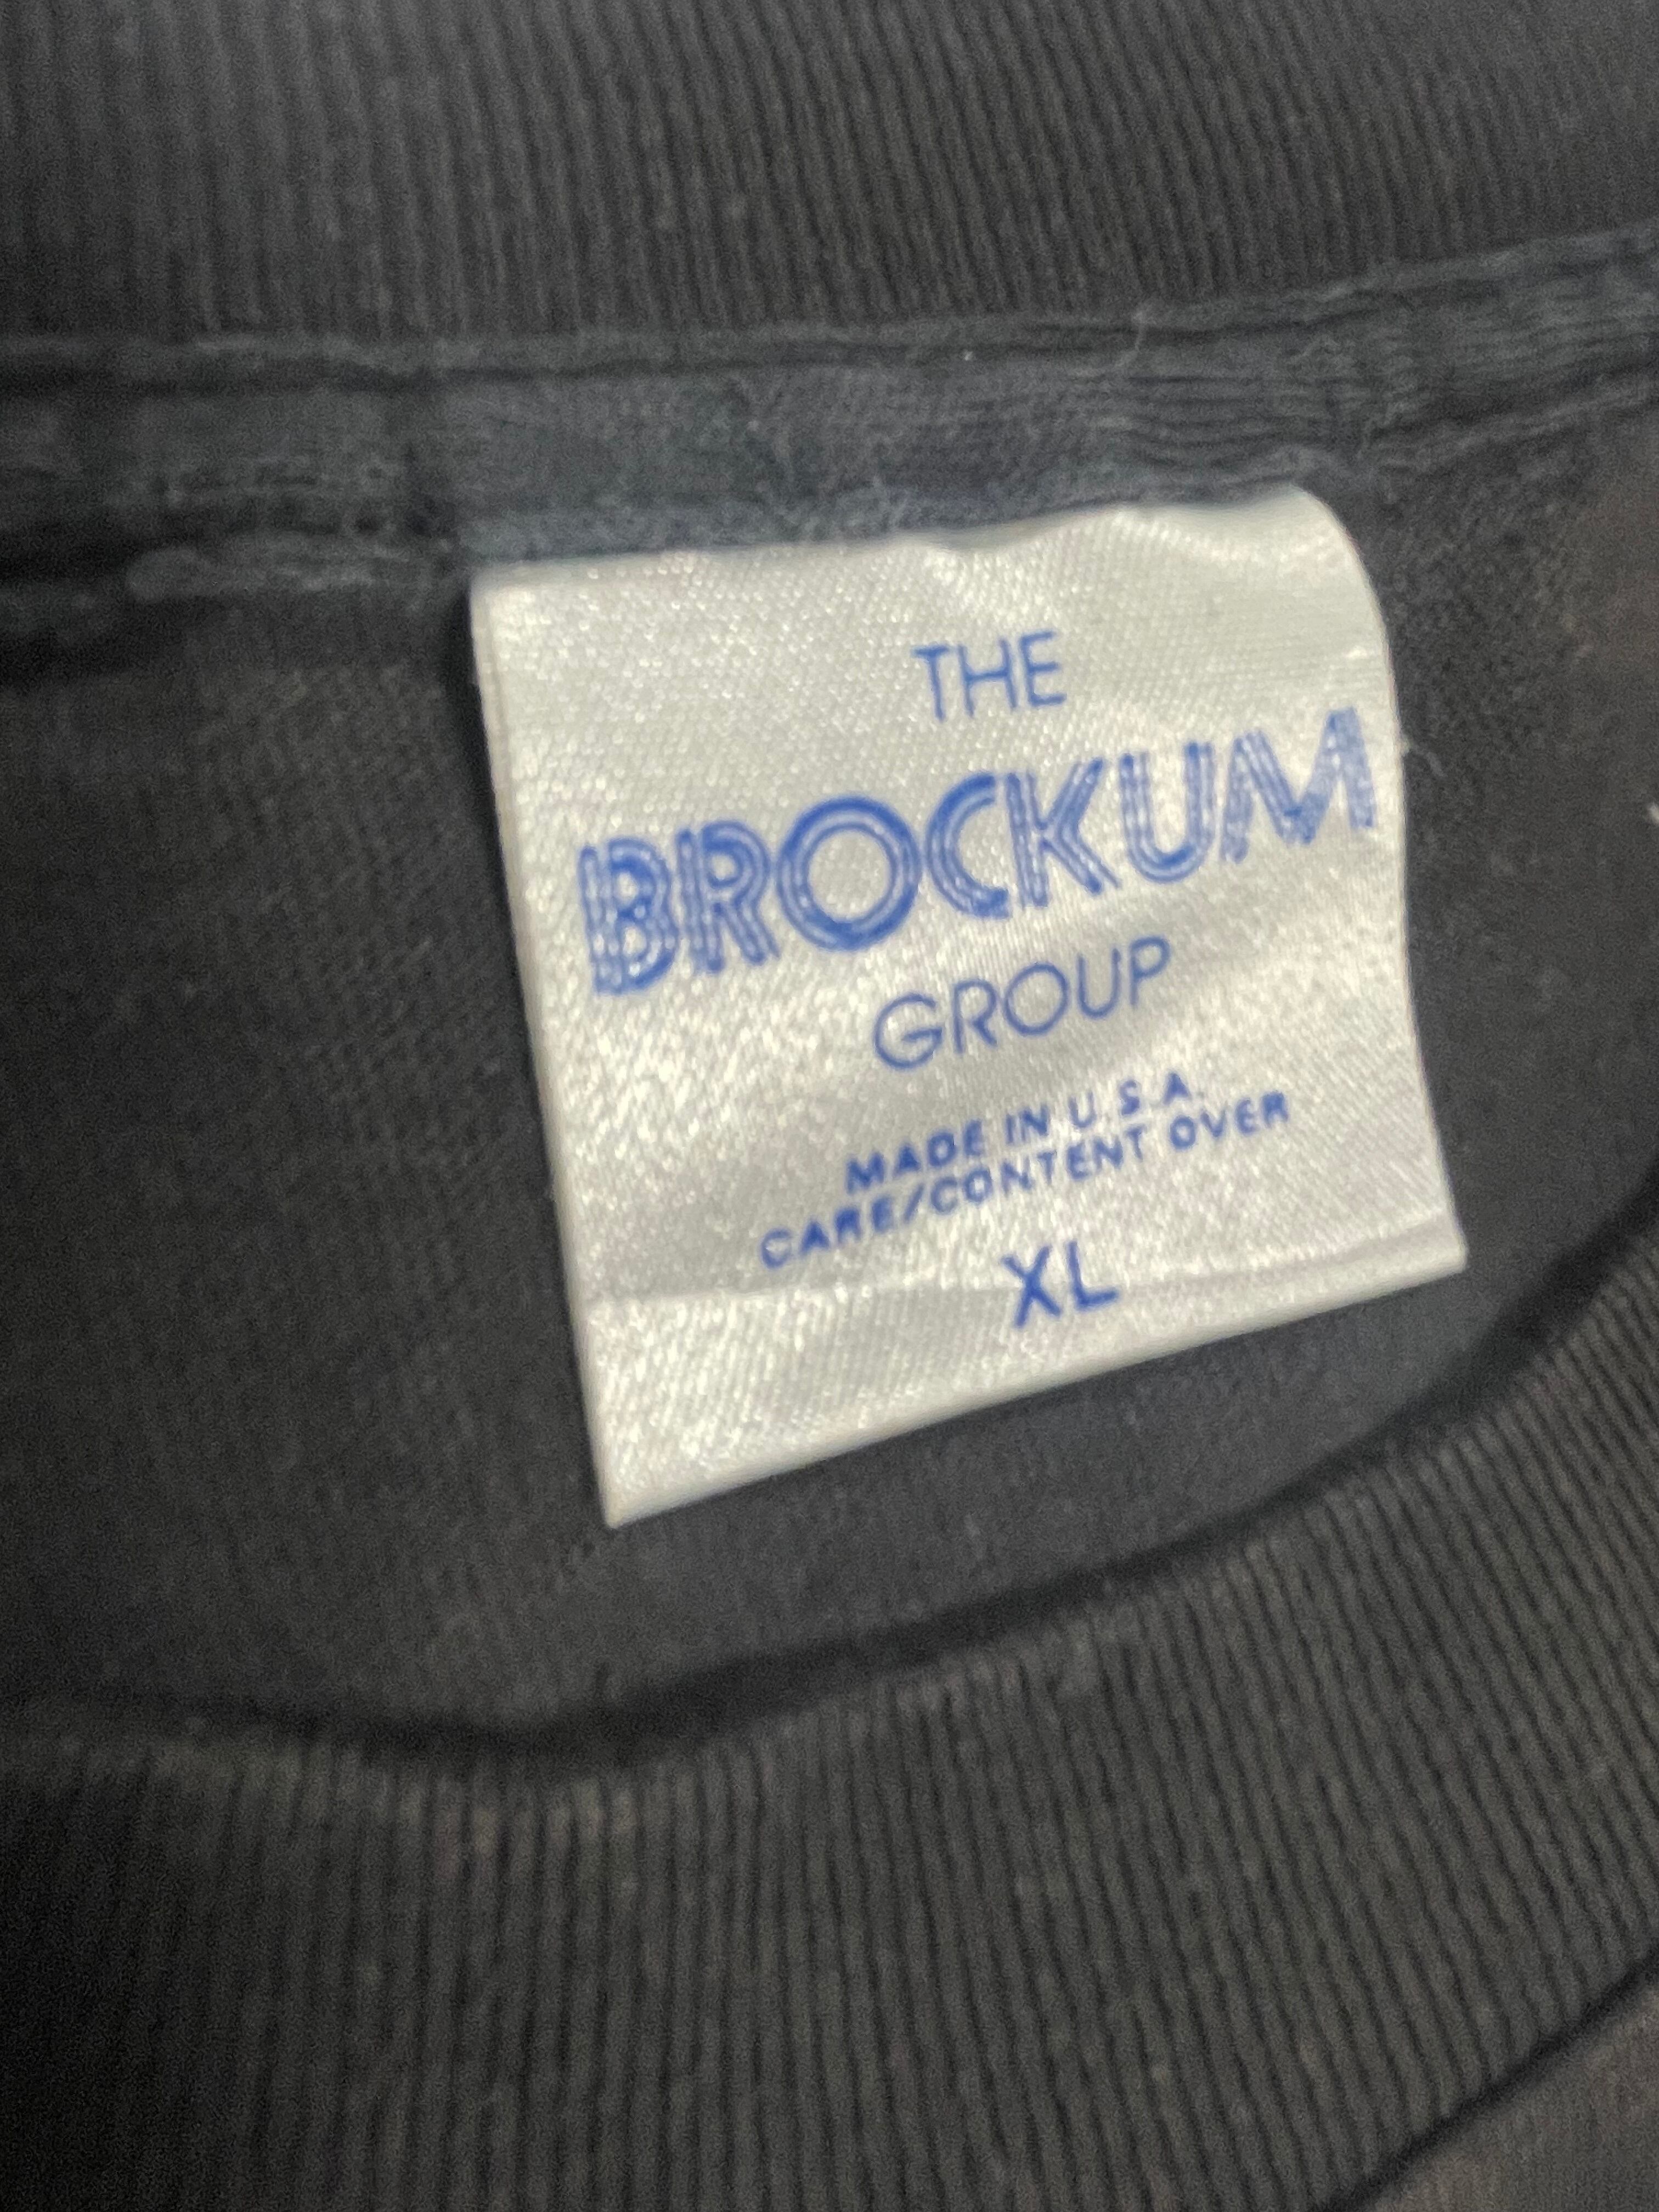 THE
BROCKUM
GROUP
MADE IN U.S.A.
CARE/CONTENT OVER
XL